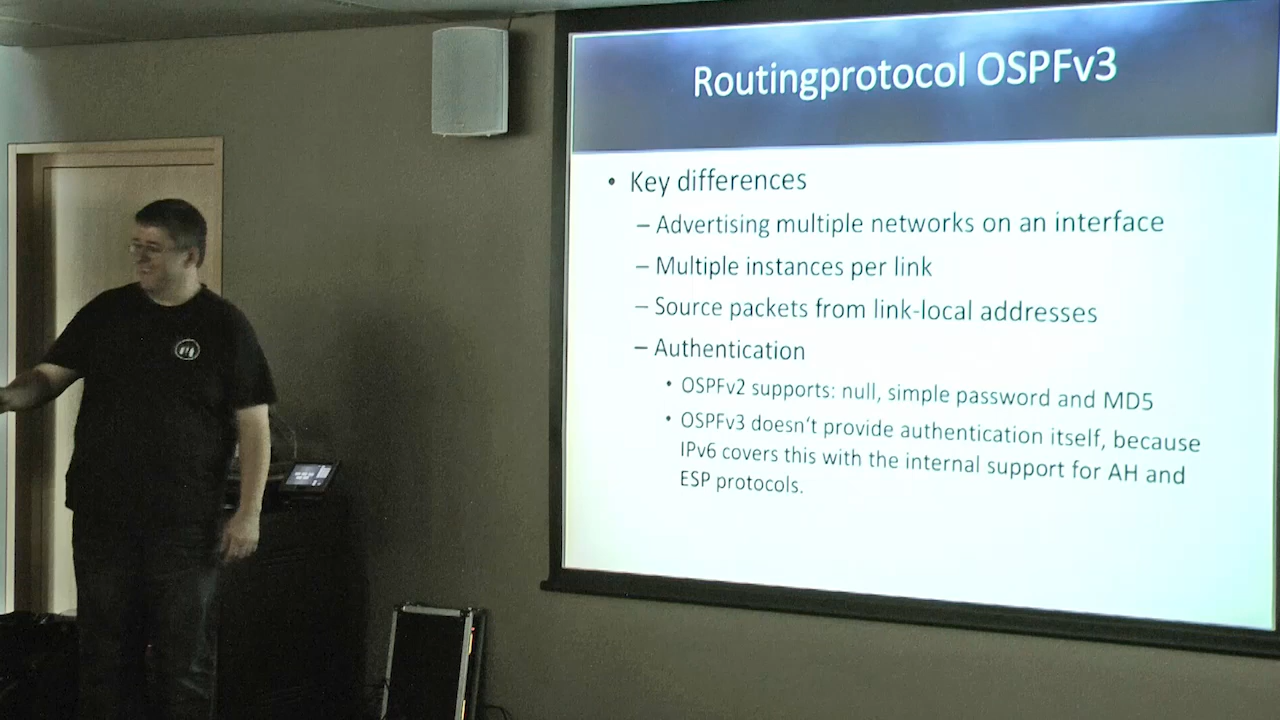 Routingprotocol OSPFv3
• Key differences
– Advertising multiple networks on an interface
– Multiple instances per link
– Source packets from link-local addresses
– Authentication
• OSPFv2 supports: null, simple password and MD5
• OSPFv3 doesn‘t provide authentication itself, because
IPv6 covers this with the internal support for AH and
ESP protocols.